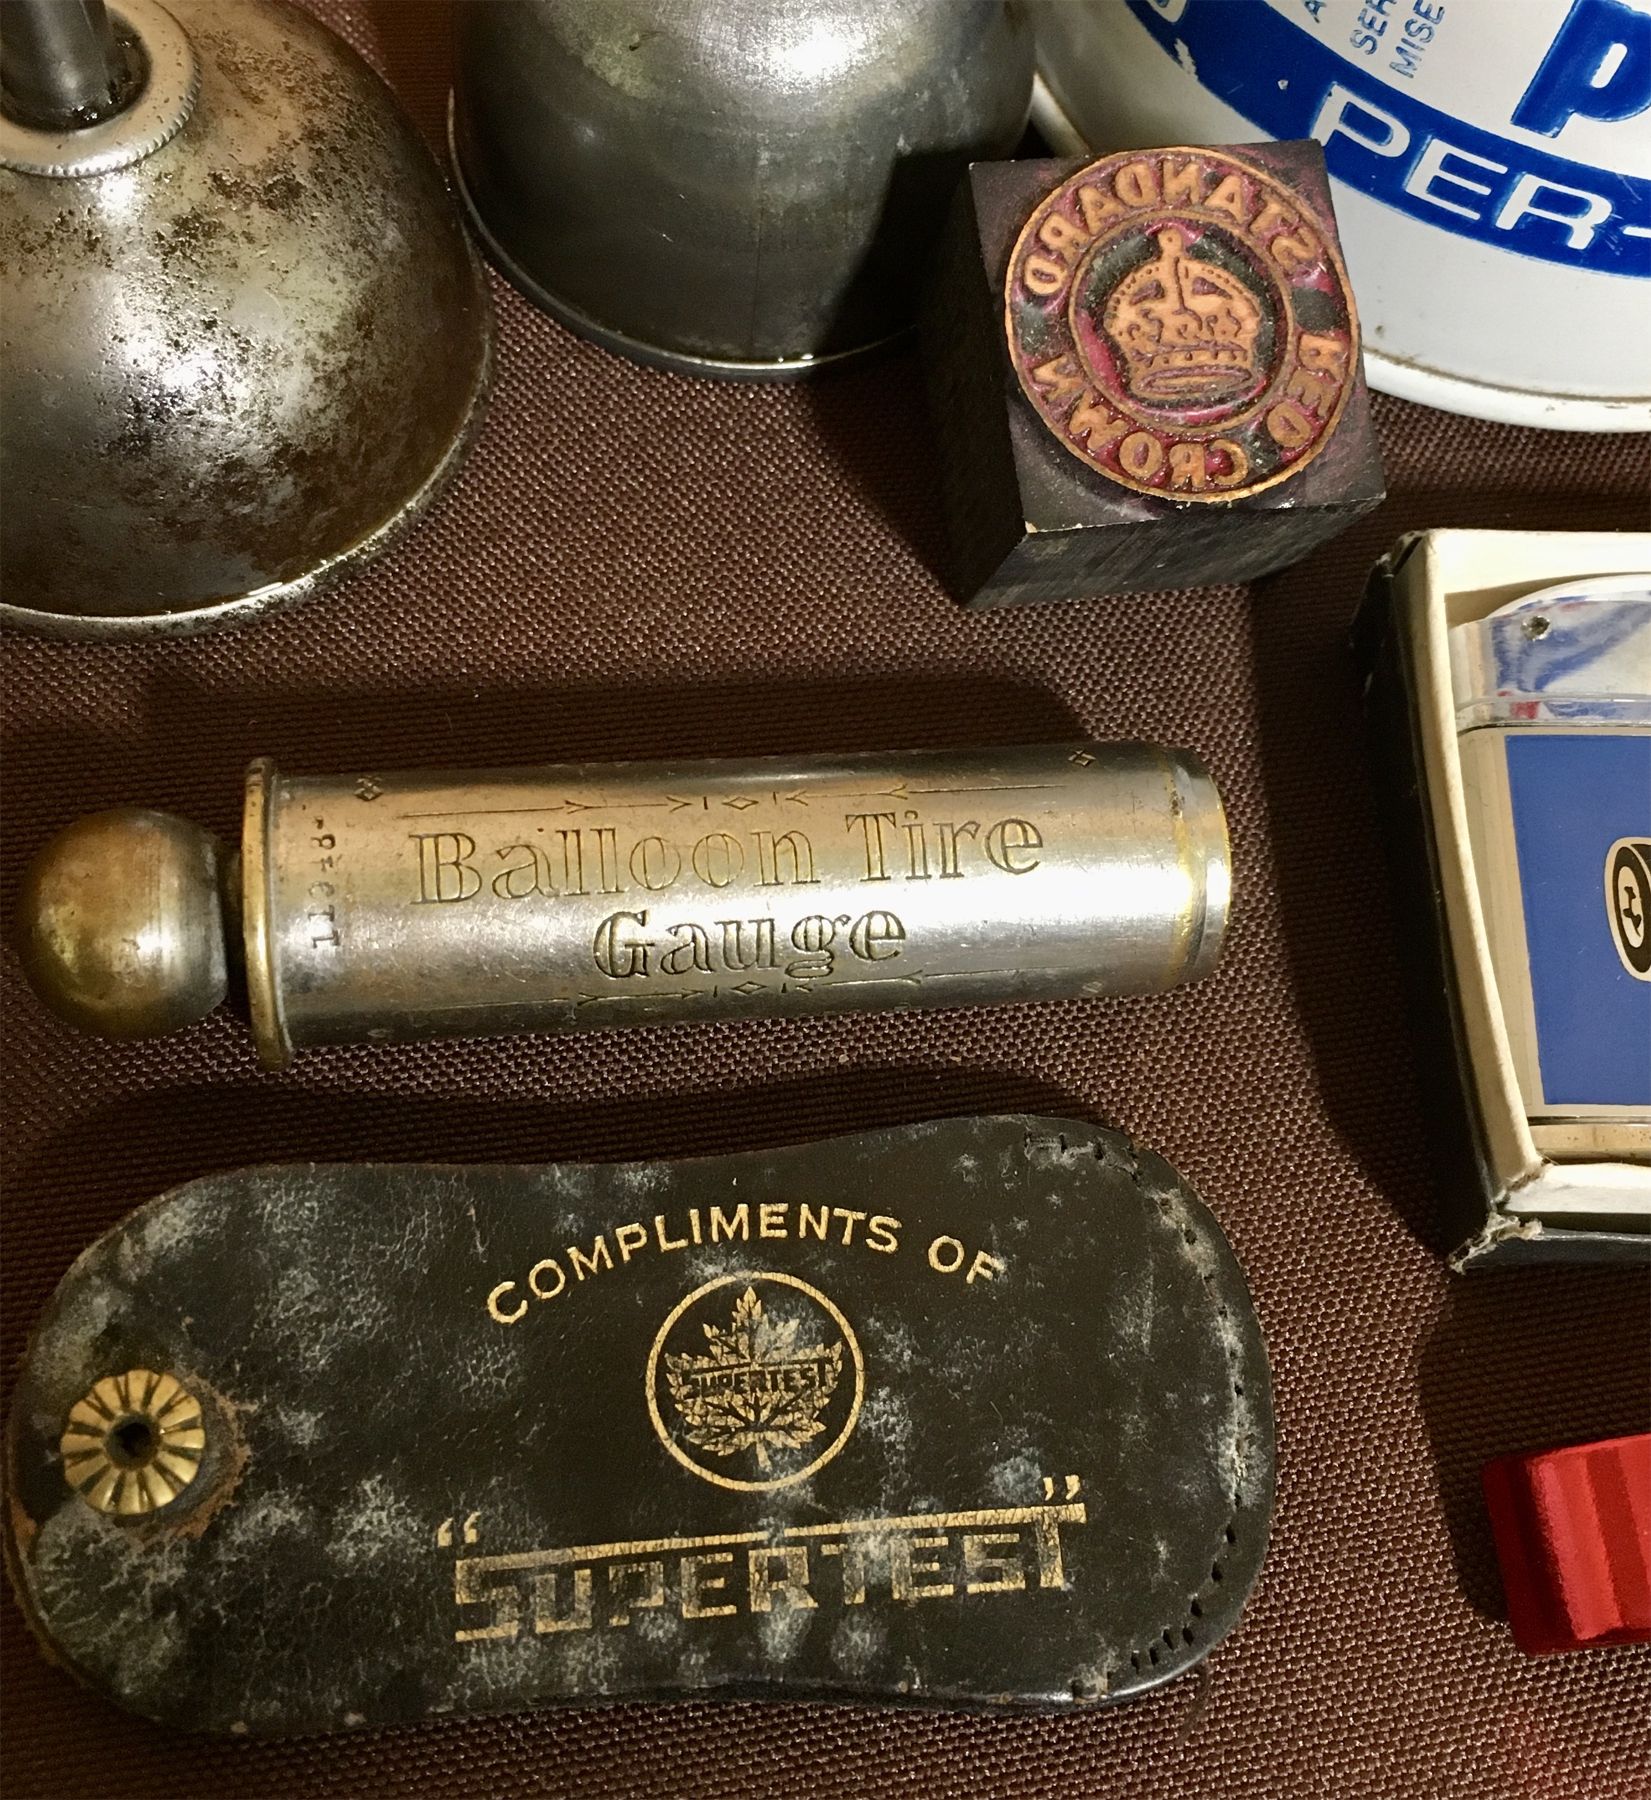 SER
MISE
PER-
STANDARD
RED CROWN
Balloon Tire
Gauge
COMPLIMENTS OF
SUPERTEST
"SUPERTEST"